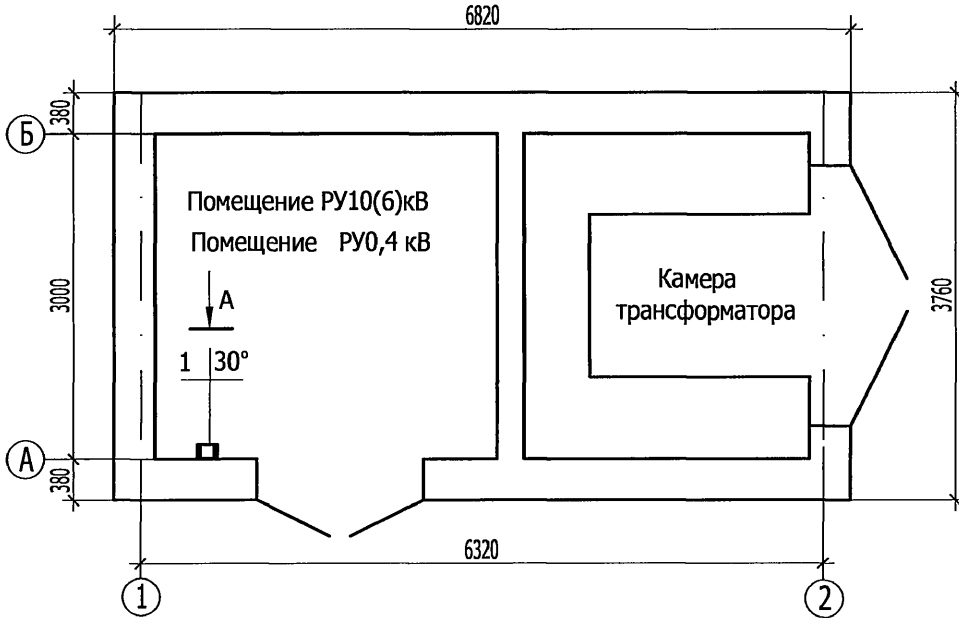 6820
380
Б
Помещение РУ10(6)кВ
Помещение РУ0,4 кВ
А
Камера
трансформатора
3000
3760
1 30°
А
380
6320
1
2